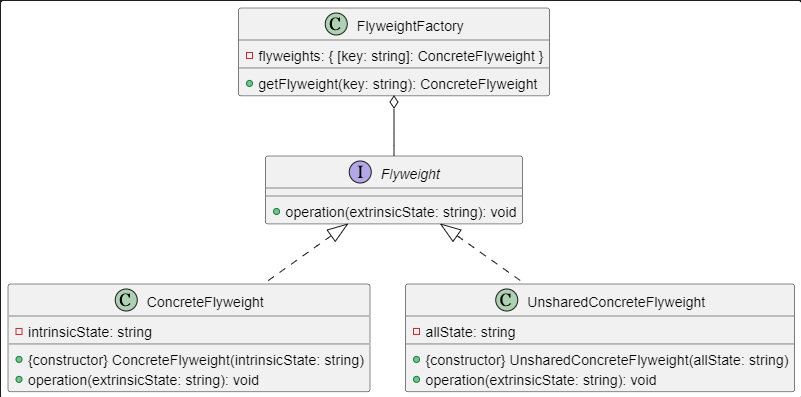 C FlyweightFactory
flyweights: { [key: string]: ConcreteFlyweight }
getFlyweight(key: string): ConcreteFlyweight
I Flyweight
operation(extrinsicState: string): void
C ConcreteFlyweight
intrinsicState: string
{constructor} ConcreteFlyweight(intrinsicState: string)
operation(extrinsicState: string): void
C UnsharedConcreteFlyweight
allState: string
{constructor} UnsharedConcreteFlyweight(allState: string)
operation(extrinsicState: string): void